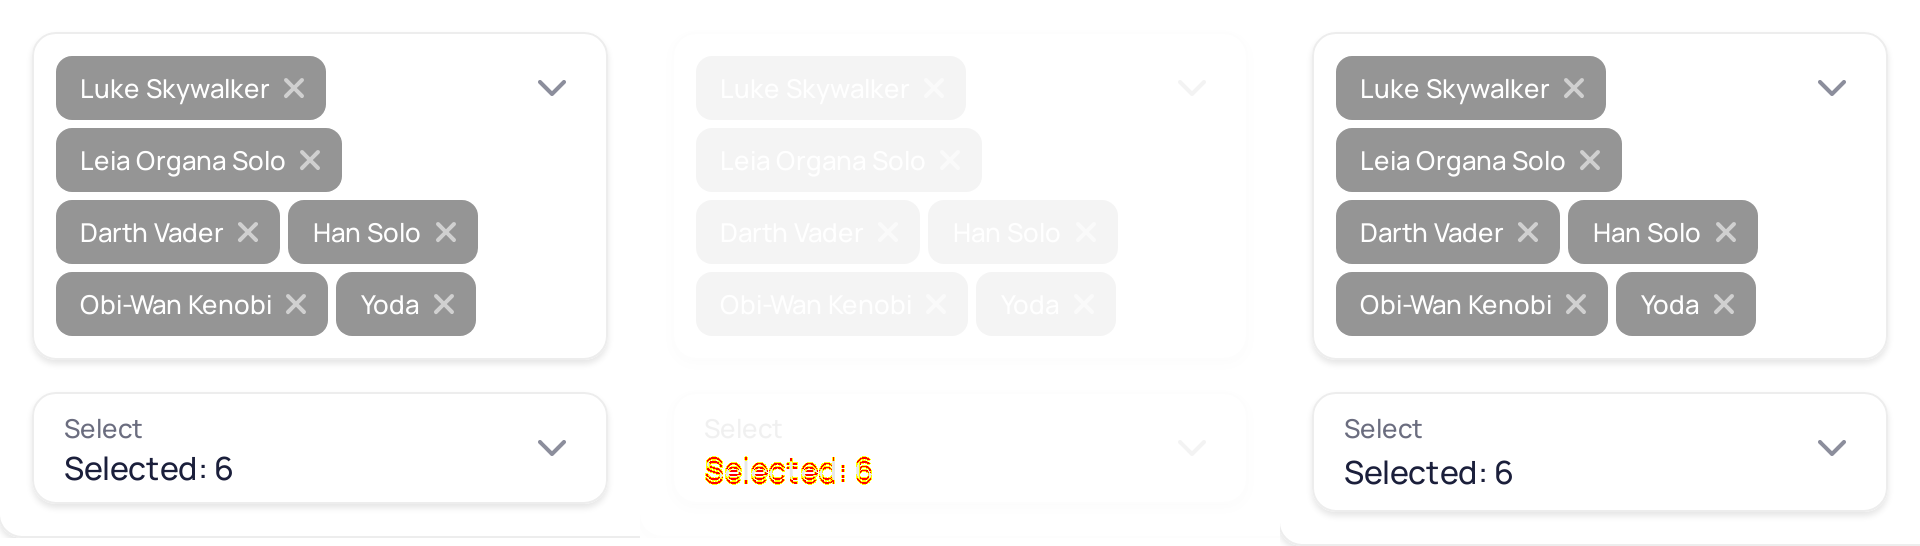 Luke Skywalker
Leia Organa Solo
Darth Vader Han Solo
Obi-Wan Kenobi Yoda
Select
Selected: 6
Luke Skywalker
Leia Organa Solo
Darth Vader Han Solo
Obi-Wan Kenobi Yoda
Select
Selected: 6
Luke Skywalker
Leia Organa Solo
Darth Vader Han Solo
Obi-Wan Kenobi Yoda
Select
Selected: 6